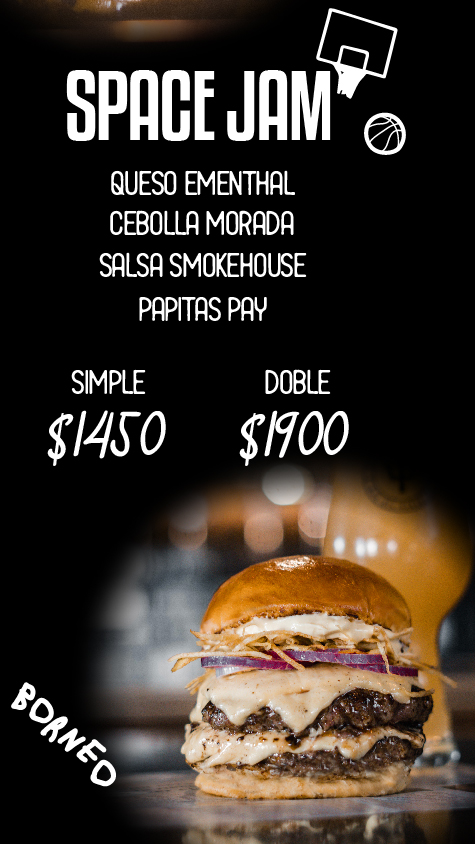 SPACE JAM
QUESO EMENTHAL
CEBOLLA MORADA
SALSA SMOKEHOUSE
PAPITAS PAY
SIMPLE DOBLE
$1450 $1900
BORNEO